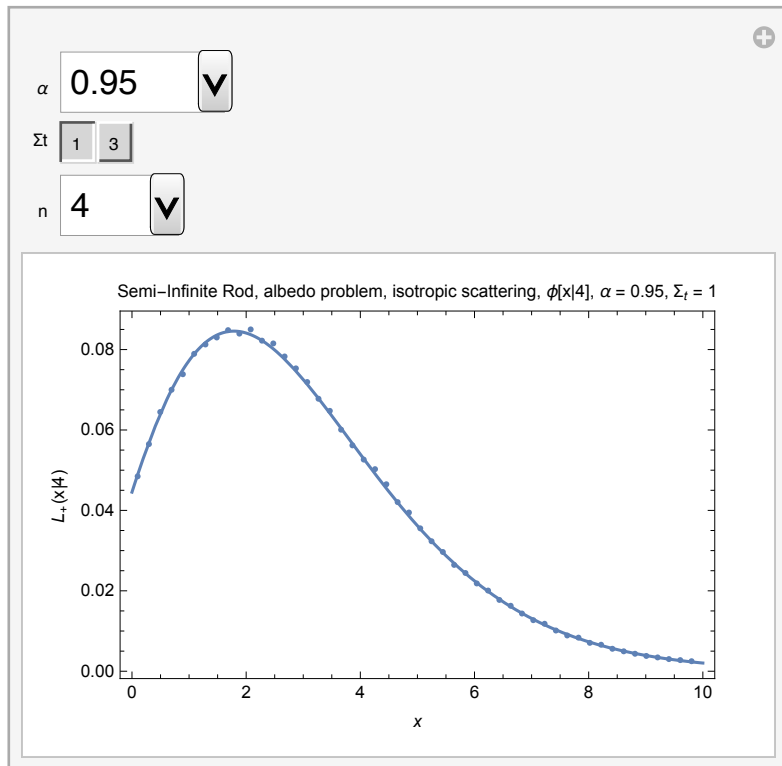 α 0.95
Σt 1 3
n 4
Semi-Infinite Rod, albedo problem, isotropic scattering, ϕ[x|4], α = 0.95, Σₜ = 1
L₊(x|4)
0.08
0.06
0.04
0.02
0.00
0 2 4 6 8 10
x